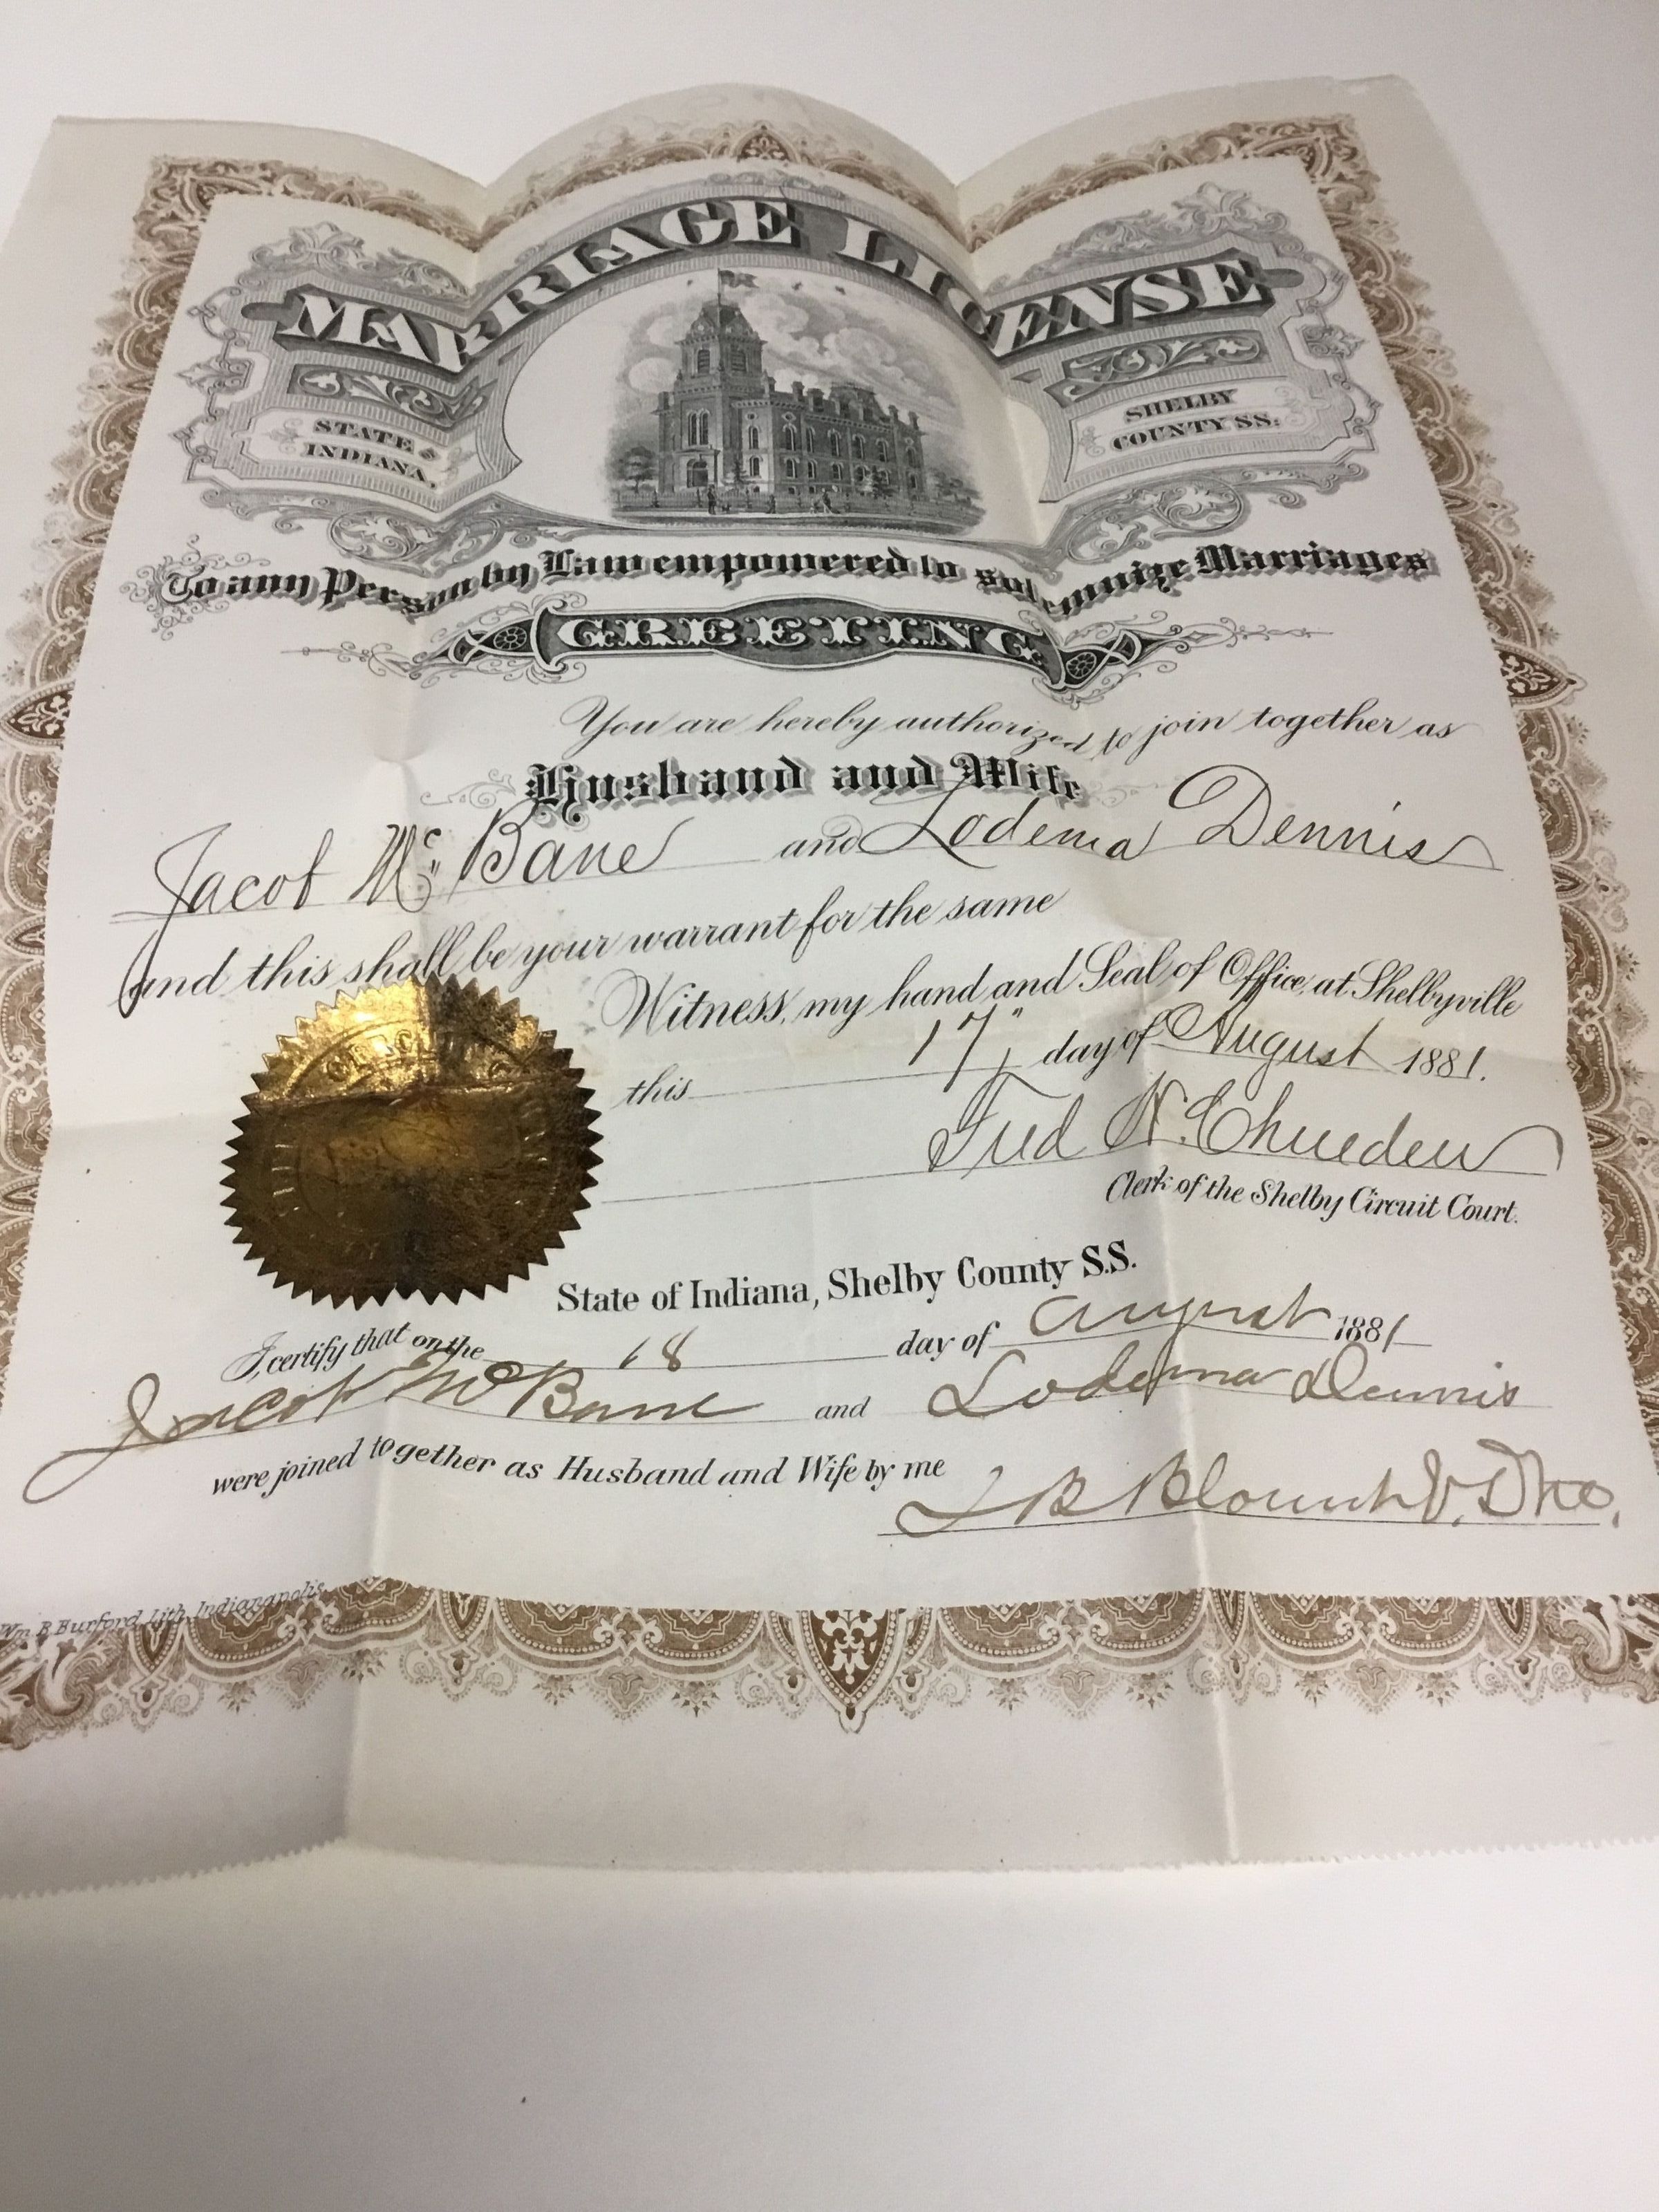 MARRIAGE LICENSE
STATE OF INDIANA,
SHELBY COUNTY SS:
To any Person by Law empowered to solemnize Marriages
GREETING
You are hereby authorized to join together as
Husband and Wife
Jacob Mc Bane and Lodema Dennis
and this shall be your warrant for the same
Witness, my hand and Seal of Office, at Shelbyville
this 17" day of August 1881.
Fred H. Chueden
Clerk of the Shelby Circuit Court.
State of Indiana, Shelby County S.S.
I, certify that on the 18 day of August 1881
Jacob McBane and Lodema Dennis
were joined together as Husband and Wife by me
B Blount
Wm B Burford, Lith, Indianapolis.